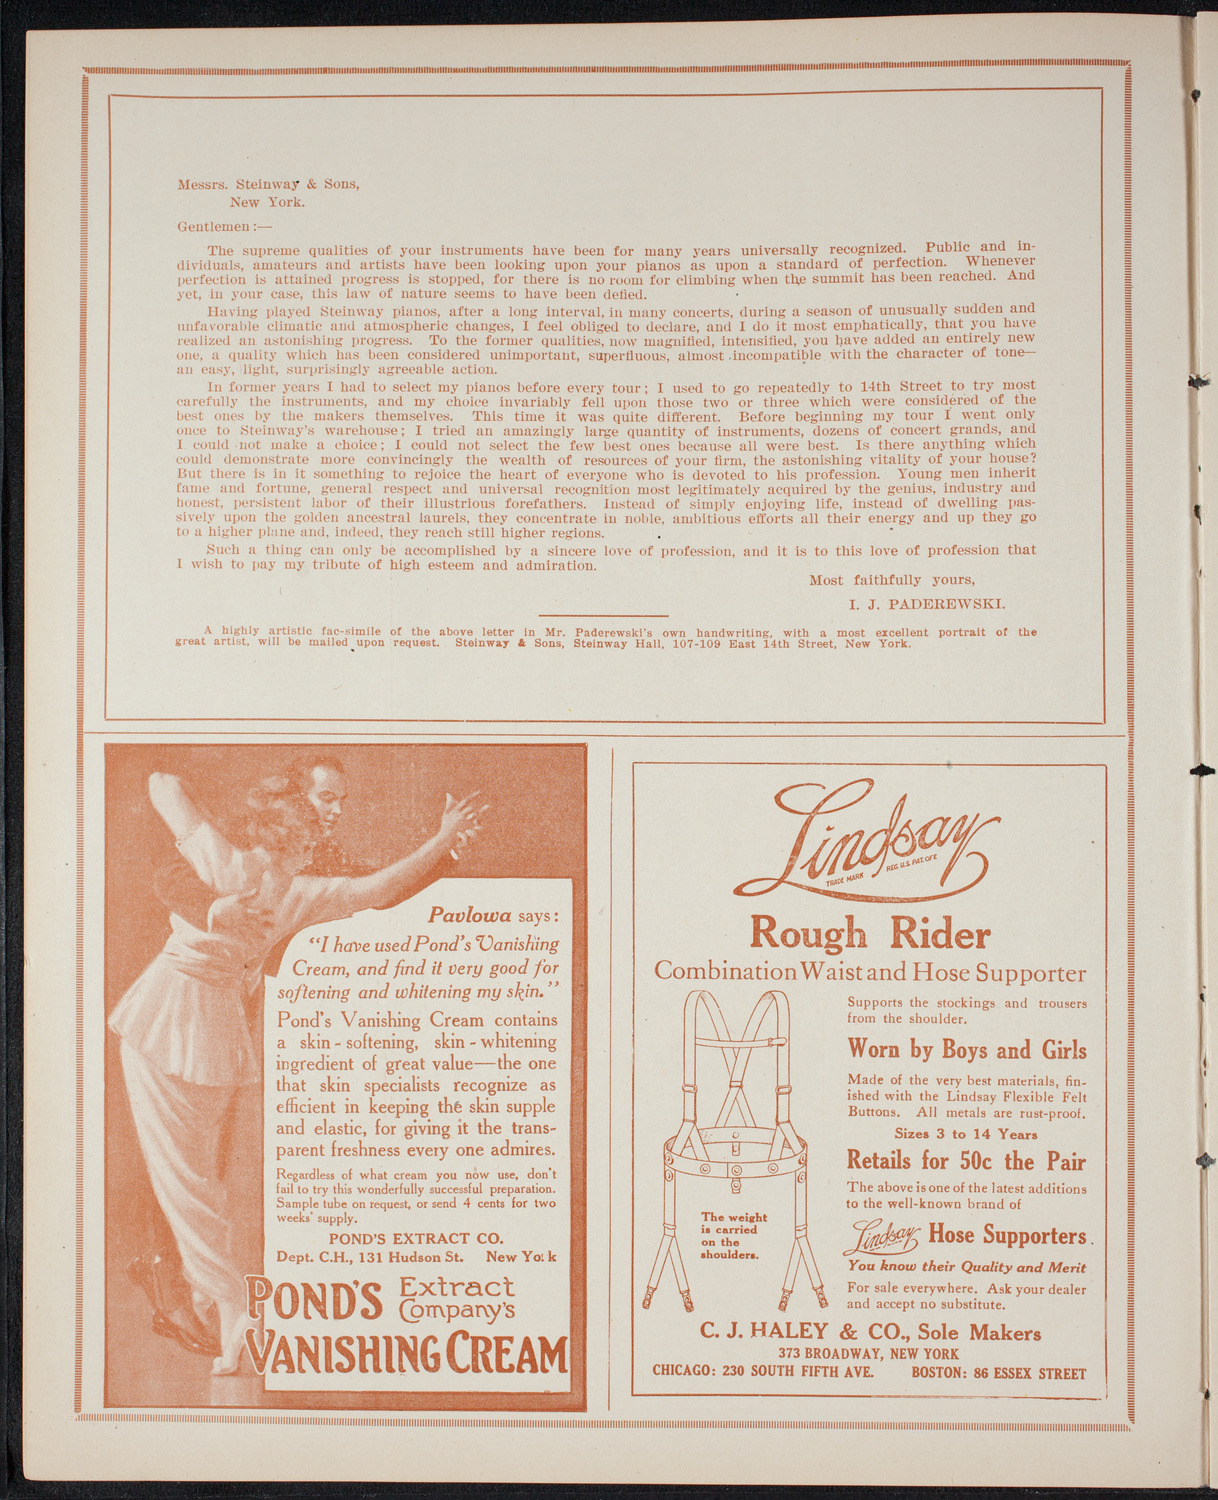 Messrs. Steinway & Sons,
New York.
Gentlemen:—
The supreme qualities of your instruments have been for many years universally recognized. Public and in-
dividuals, amateurs and artists have been looking upon your pianos as upon a standard of perfection. Whenever
perfection is attained progress is stopped, for there is no room for climbing when the summit has been reached. And
yet, in your case, this law of nature seems to have been defied.
Having played Steinway pianos, after a long interval, in many concerts, during a season of unusually sudden and
unfavorable climatic and atmospheric changes, I feel obliged to declare, and I do it most emphatically, that you have
realized an astonishing progress. To the former qualities, now magnified, intensified, you have added an entirely new
one, a quality which has been considered unimportant, superfluous, almost incompatible with the character of tone—
an easy, light, surprisingly agreeable action.
In former years I had to select my pianos before every tour; I used to go repeatedly to 14th Street to try most
carefully the instruments, and my choice invariably fell upon those two or three which were considered of the
best ones by the makers themselves. This time it was quite different. Before beginning my tour I went only
once to Steinway's warehouse; I tried an amazingly large quantity of instruments, dozens of concert grands, and
I could not make a choice; I could not select the few best ones because all were best. Is there anything which
could demonstrate more convincingly the wealth of resources of your firm, the astonishing vitality of your house?
But there is in it something to rejoice the heart of everyone who is devoted to his profession. Young men inherit
fame and fortune, general respect and universal recognition most legitimately acquired by the genius, industry and
honest, persistent labor of their illustrious forefathers. Instead of simply enjoying life, instead of dwelling pas-
sively upon the golden ancestral laurels, they concentrate in noble, ambitious efforts all their energy and up they go
to a higher plane and, indeed, they reach still higher regions.
Such a thing can only be accomplished by a sincere love of profession, and it is to this love of profession that
I wish to pay my tribute of high esteem and admiration.
Most faithfully yours,
I. J. PADEREWSKI.
A highly artistic fac-simile of the above letter in Mr. Paderewski's own handwriting, with a most excellent portrait of the
great artist, will be mailed upon request. Steinway & Sons, Steinway Hall, 107-109 East 14th Street, New York.
Pavlowa says:
"I have used Pond's Vanishing
Cream, and find it very good for
softening and whitening my skin."
Pond's Vanishing Cream contains
a skin-softening, skin-whitening
ingredient of great value—the one
that skin specialists recognize as
efficient in keeping the skin supple
and elastic, for giving it the trans-
parent freshness every one admires.
Regardless of what cream you now use, don't
fail to try this wonderfully successful preparation.
Sample tube on request, or send 4 cents for two
weeks' supply.
POND'S EXTRACT CO.
Dept. C.H., 131 Hudson St. New York
POND'S Extract Company's
VANISHING CREAM
Lindsay
TRADE MARK REG. U.S. PAT. OFF.
Rough Rider
Combination Waist and Hose Supporter
Supports the stockings and trousers
from the shoulder.
Worn by Boys and Girls
Made of the very best materials, fin-
ished with the Lindsay Flexible Felt
Buttons. All metals are rust-proof.
Sizes 3 to 14 Years
Retails for 50c the Pair
The above is one of the latest additions
to the well-known brand of
Lindsay Hose Supporters.
You know their Quality and Merit
For sale everywhere. Ask your dealer
and accept no substitute.
The weight
is carried
on the
shoulders.
C. J. HALEY & CO., Sole Makers
373 BROADWAY, NEW YORK
CHICAGO: 230 SOUTH FIFTH AVE. BOSTON: 86 ESSEX STREET